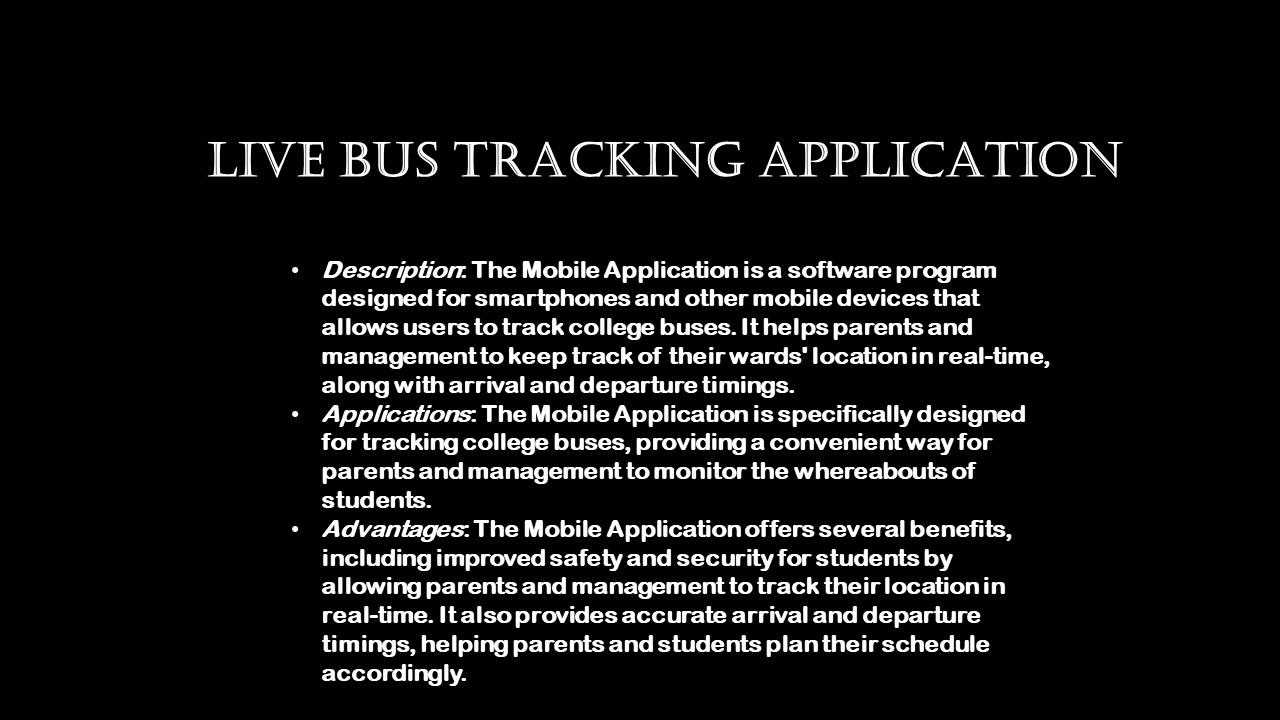 LIVE BUS TRACKING APPLICATION
• Description: The Mobile Application is a software program
designed for smartphones and other mobile devices that
allows users to track college buses. It helps parents and
management to keep track of their wards' location in real-time,
along with arrival and departure timings.
• Applications: The Mobile Application is specifically designed
for tracking college buses, providing a convenient way for
parents and management to monitor the whereabouts of
students.
• Advantages: The Mobile Application offers several benefits,
including improved safety and security for students by
allowing parents and management to track their location in
real-time. It also provides accurate arrival and departure
timings, helping parents and students plan their schedule
accordingly.